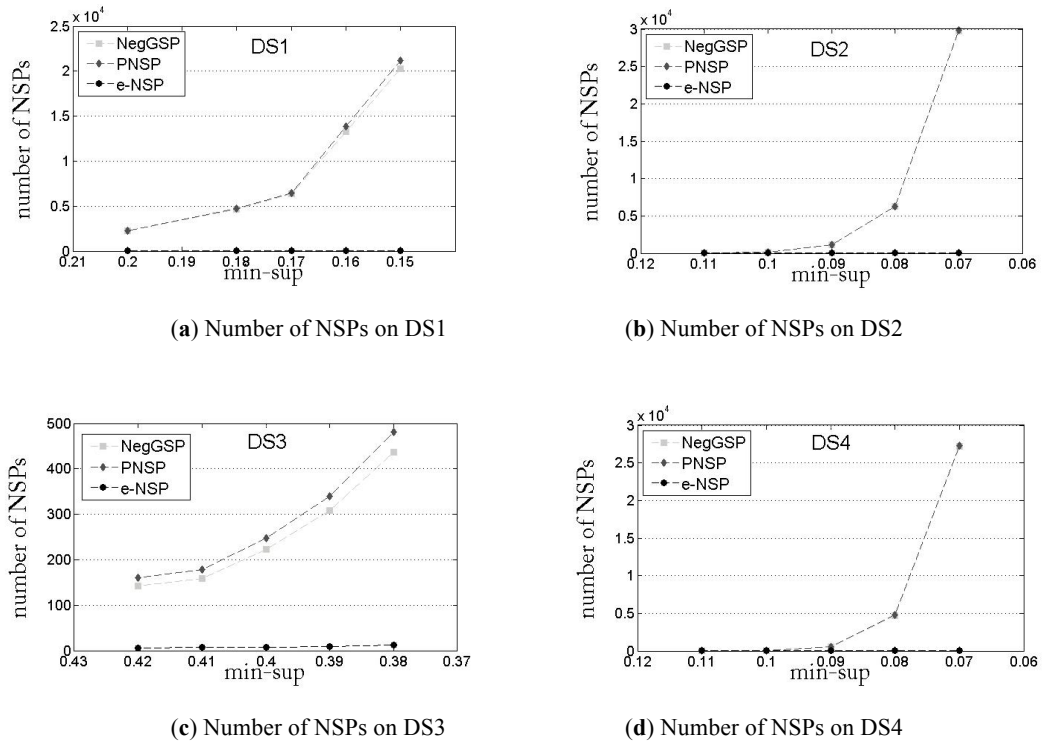 × 10⁴
2.5
2
1.5
1
0.5
0
number of NSPs
DS1
NegGSP
PNSP
e-NSP
0.21 0.2 0.19 0.18 0.17 0.16 0.15
min-sup
(a) Number of NSPs on DS1
× 10⁴
3
2.5
2
1.5
1
0.5
0
number of NSPs
DS2
NegGSP
PNSP
e-NSP
0.12 0.11 0.1 0.09 0.08 0.07 0.06
min-sup
(b) Number of NSPs on DS2
500
400
300
200
100
0
number of NSPs
DS3
NegGSP
PNSP
e-NSP
0.43 0.42 0.41 0.4 0.39 0.38 0.37
min-sup
(c) Number of NSPs on DS3
× 10⁴
3
2.5
2
1.5
1
0.5
0
number of NSPs
DS4
NegGSP
PNSP
e-NSP
0.12 0.11 0.1 0.09 0.08 0.07 0.06
min-sup
(d) Number of NSPs on DS4